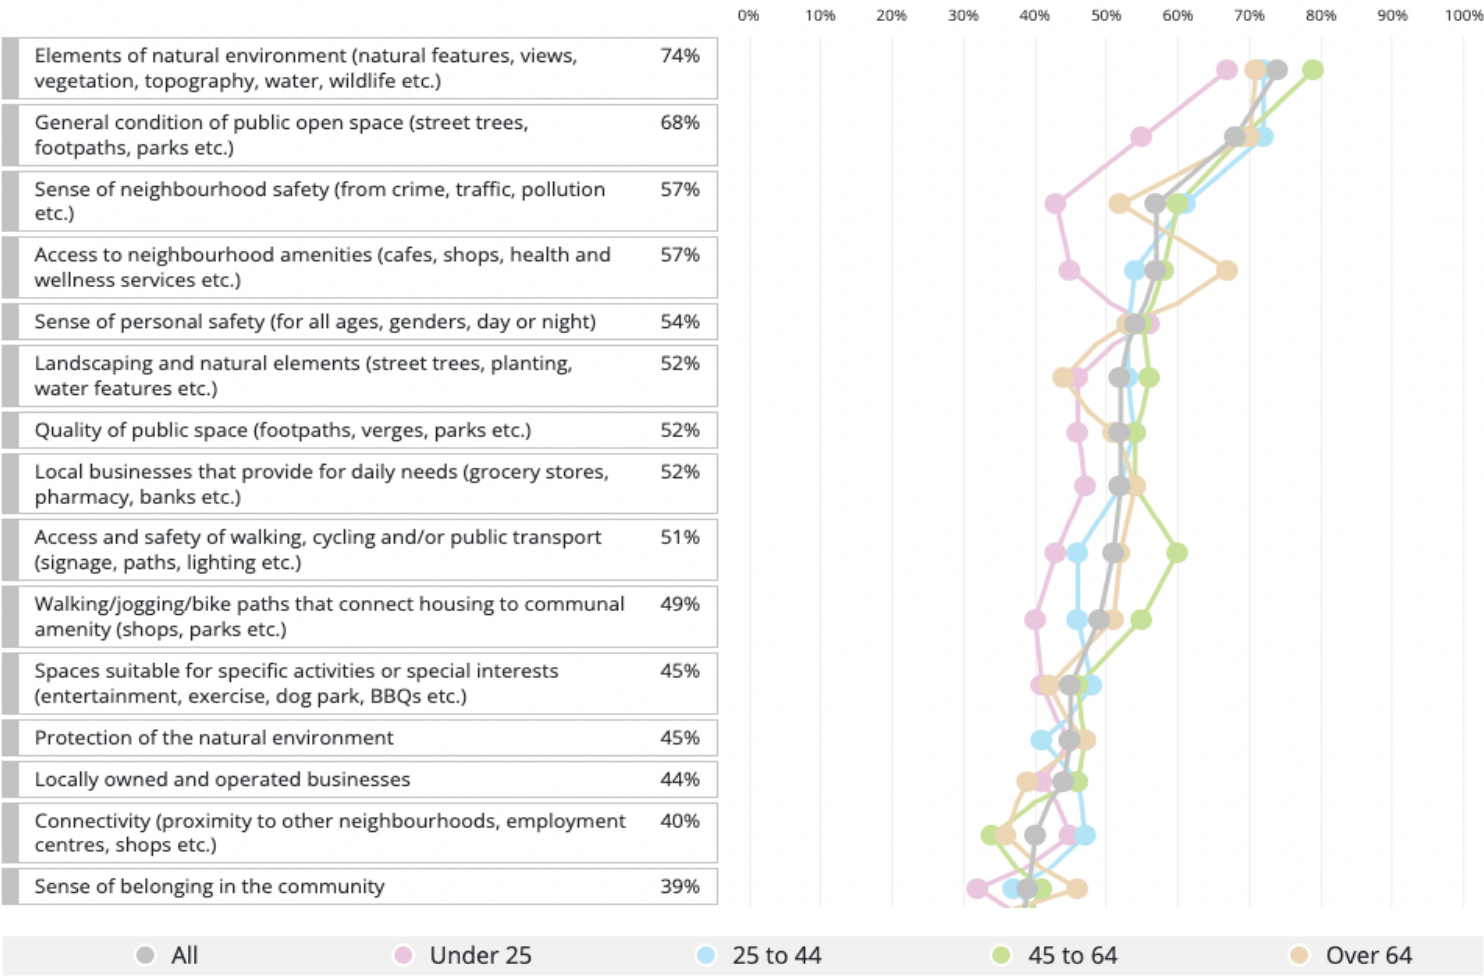 0% 10% 20% 30% 40% 50% 60% 70% 80% 90% 100%
Elements of natural environment (natural features, views, 74%
vegetation, topography, water, wildlife etc.)
General condition of public open space (street trees, 68%
footpaths, parks etc.)
Sense of neighbourhood safety (from crime, traffic, pollution 57%
etc.)
Access to neighbourhood amenities (cafes, shops, health and 57%
wellness services etc.)
Sense of personal safety (for all ages, genders, day or night) 54%
Landscaping and natural elements (street trees, planting, 52%
water features etc.)
Quality of public space (footpaths, verges, parks etc.) 52%
Local businesses that provide for daily needs (grocery stores, 52%
pharmacy, banks etc.)
Access and safety of walking, cycling and/or public transport 51%
(signage, paths, lighting etc.)
Walking/jogging/bike paths that connect housing to communal 49%
amenity (shops, parks etc.)
Spaces suitable for specific activities or special interests 45%
(entertainment, exercise, dog park, BBQs etc.)
Protection of the natural environment 45%
Locally owned and operated businesses 44%
Connectivity (proximity to other neighbourhoods, employment 40%
centres, shops etc.)
Sense of belonging in the community 39%
All Under 25 25 to 44 45 to 64 Over 64